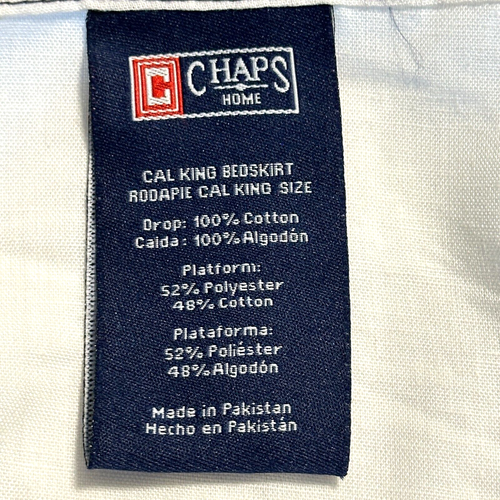 C CHAPS
HOME
CAL KING BEDSKIRT
RODAPIE CAL KING SIZE
Drop: 100% Cotton
Caida: 100% Algodón
Platform:
52% Polyester
48% Cotton
Plataforma:
52% Poliéster
48% Algodón
Made in Pakistan
Hecho en Pakistán